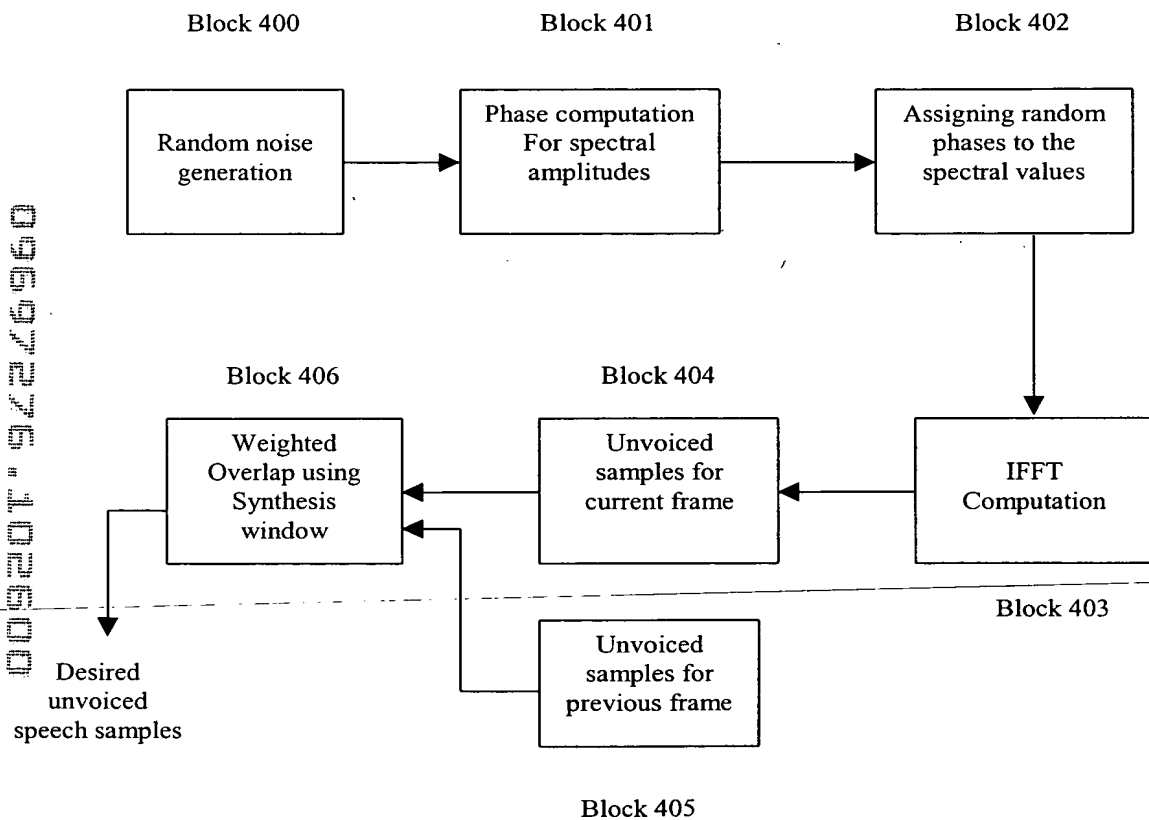 Block 400
Block 401
Block 402
Random noise
generation
Phase computation
For spectral
amplitudes
Assigning random
phases to the
spectral values
Block 406
Block 404
Weighted
Overlap using
Synthesis
window
Unvoiced
samples for
current frame
IFFT
Computation
Block 403
Desired
unvoiced
speech samples
Unvoiced
samples for
previous frame
Block 405
09697276.102600